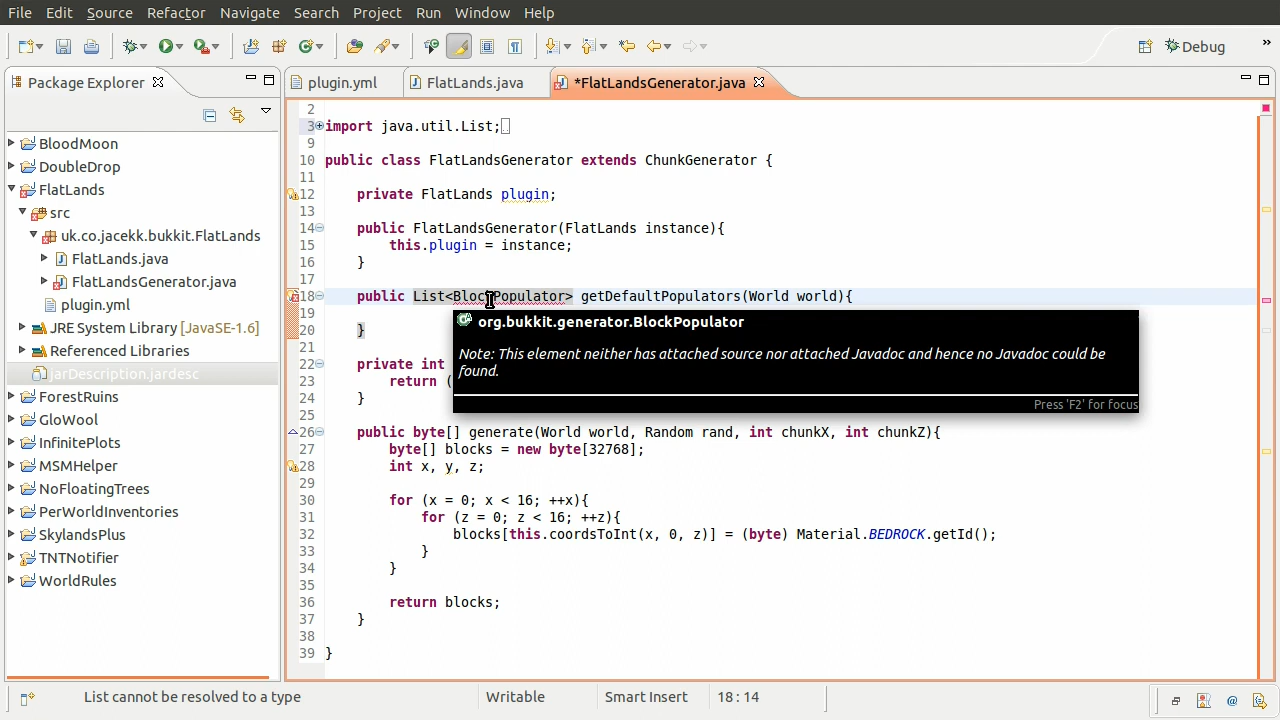 File Edit Source Refactor Navigate Search Project Run Window Help
Debug »
Package Explorer
plugin.yml FlatLands.java *FlatLandsGenerator.java
BloodMoon
DoubleDrop
FlatLands
src
uk.co.jacekk.bukkit.FlatLands
FlatLands.java
FlatLandsGenerator.java
plugin.yml
JRE System Library [JavaSE-1.6]
Referenced Libraries
jarDescription.jardesc
ForestRuins
GloWool
InfinitePlots
MSMHelper
NoFloatingTrees
PerWorldInventories
SkylandsPlus
TNTNotifier
WorldRules
2
3 import java.util.List;
9
10 public class FlatLandsGenerator extends ChunkGenerator {
11
12 private FlatLands plugin;
13
14 public FlatLandsGenerator(FlatLands instance){
15 this.plugin = instance;
16 }
17
18 public List<BlockPopulator> getDefaultPopulators(World world){
19
20 }
21
22 private int
23 return (
24 }
25
26 public byte[] generate(World world, Random rand, int chunkX, int chunkZ){
27 byte[] blocks = new byte[32768];
28 int x, y, z;
29
30 for (x = 0; x < 16; ++x){
31 for (z = 0; z < 16; ++z){
32 blocks[this.coordsToInt(x, 0, z)] = (byte) Material.BEDROCK.getId();
33 }
34 }
35
36 return blocks;
37 }
38
39 }
org.bukkit.generator.BlockPopulator
Note: This element neither has attached source nor attached Javadoc and hence no Javadoc could be
found.
Press 'F2' for focus
List cannot be resolved to a type Writable Smart Insert 18 : 14